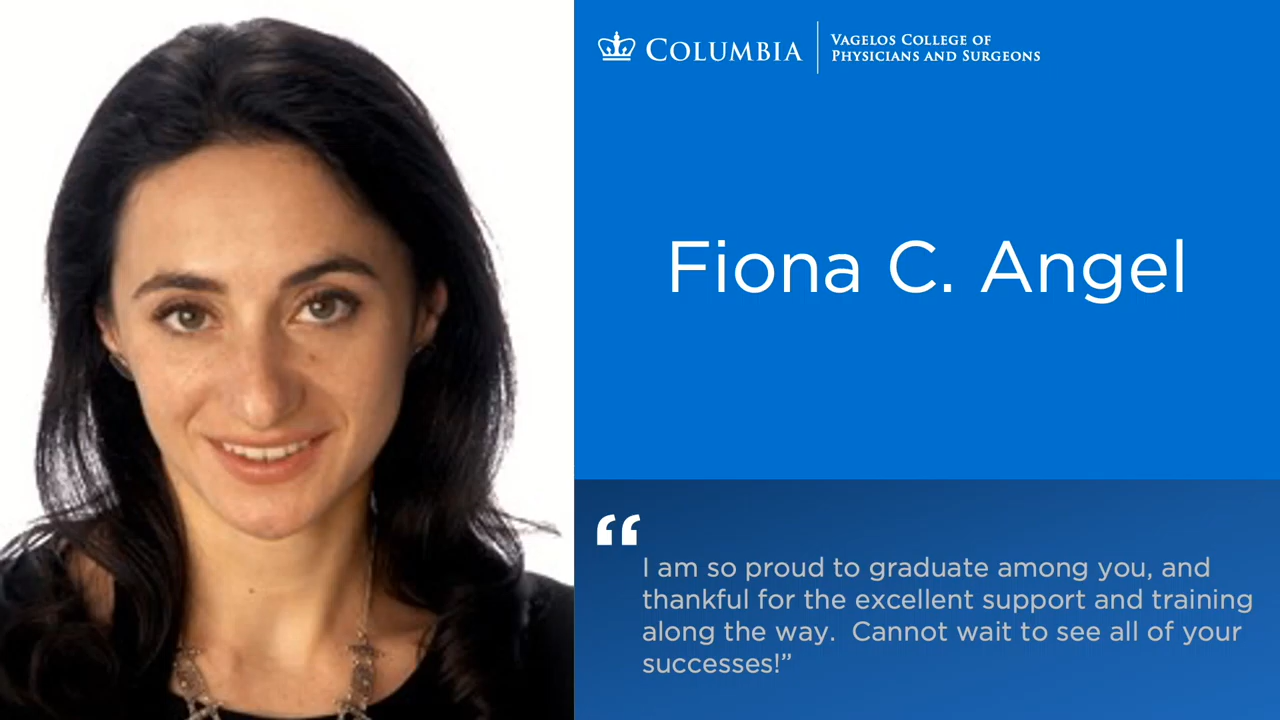 COLUMBIA
VAGELOS COLLEGE OF
PHYSICIANS AND SURGEONS
Fiona C. Angel
“
I am so proud to graduate among you, and
thankful for the excellent support and training
along the way.  Cannot wait to see all of your
successes!”